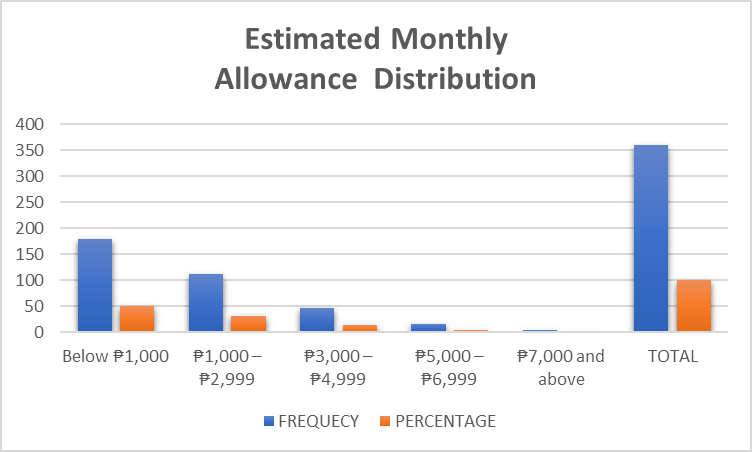 Estimated Monthly
Allowance Distribution
400
350
300
250
200
150
100
50
0
Below ₱1,000
₱1,000 –
₱2,999
₱3,000 –
₱4,999
₱5,000 –
₱6,999
₱7,000 and
above
TOTAL
FREQUECY
PERCENTAGE